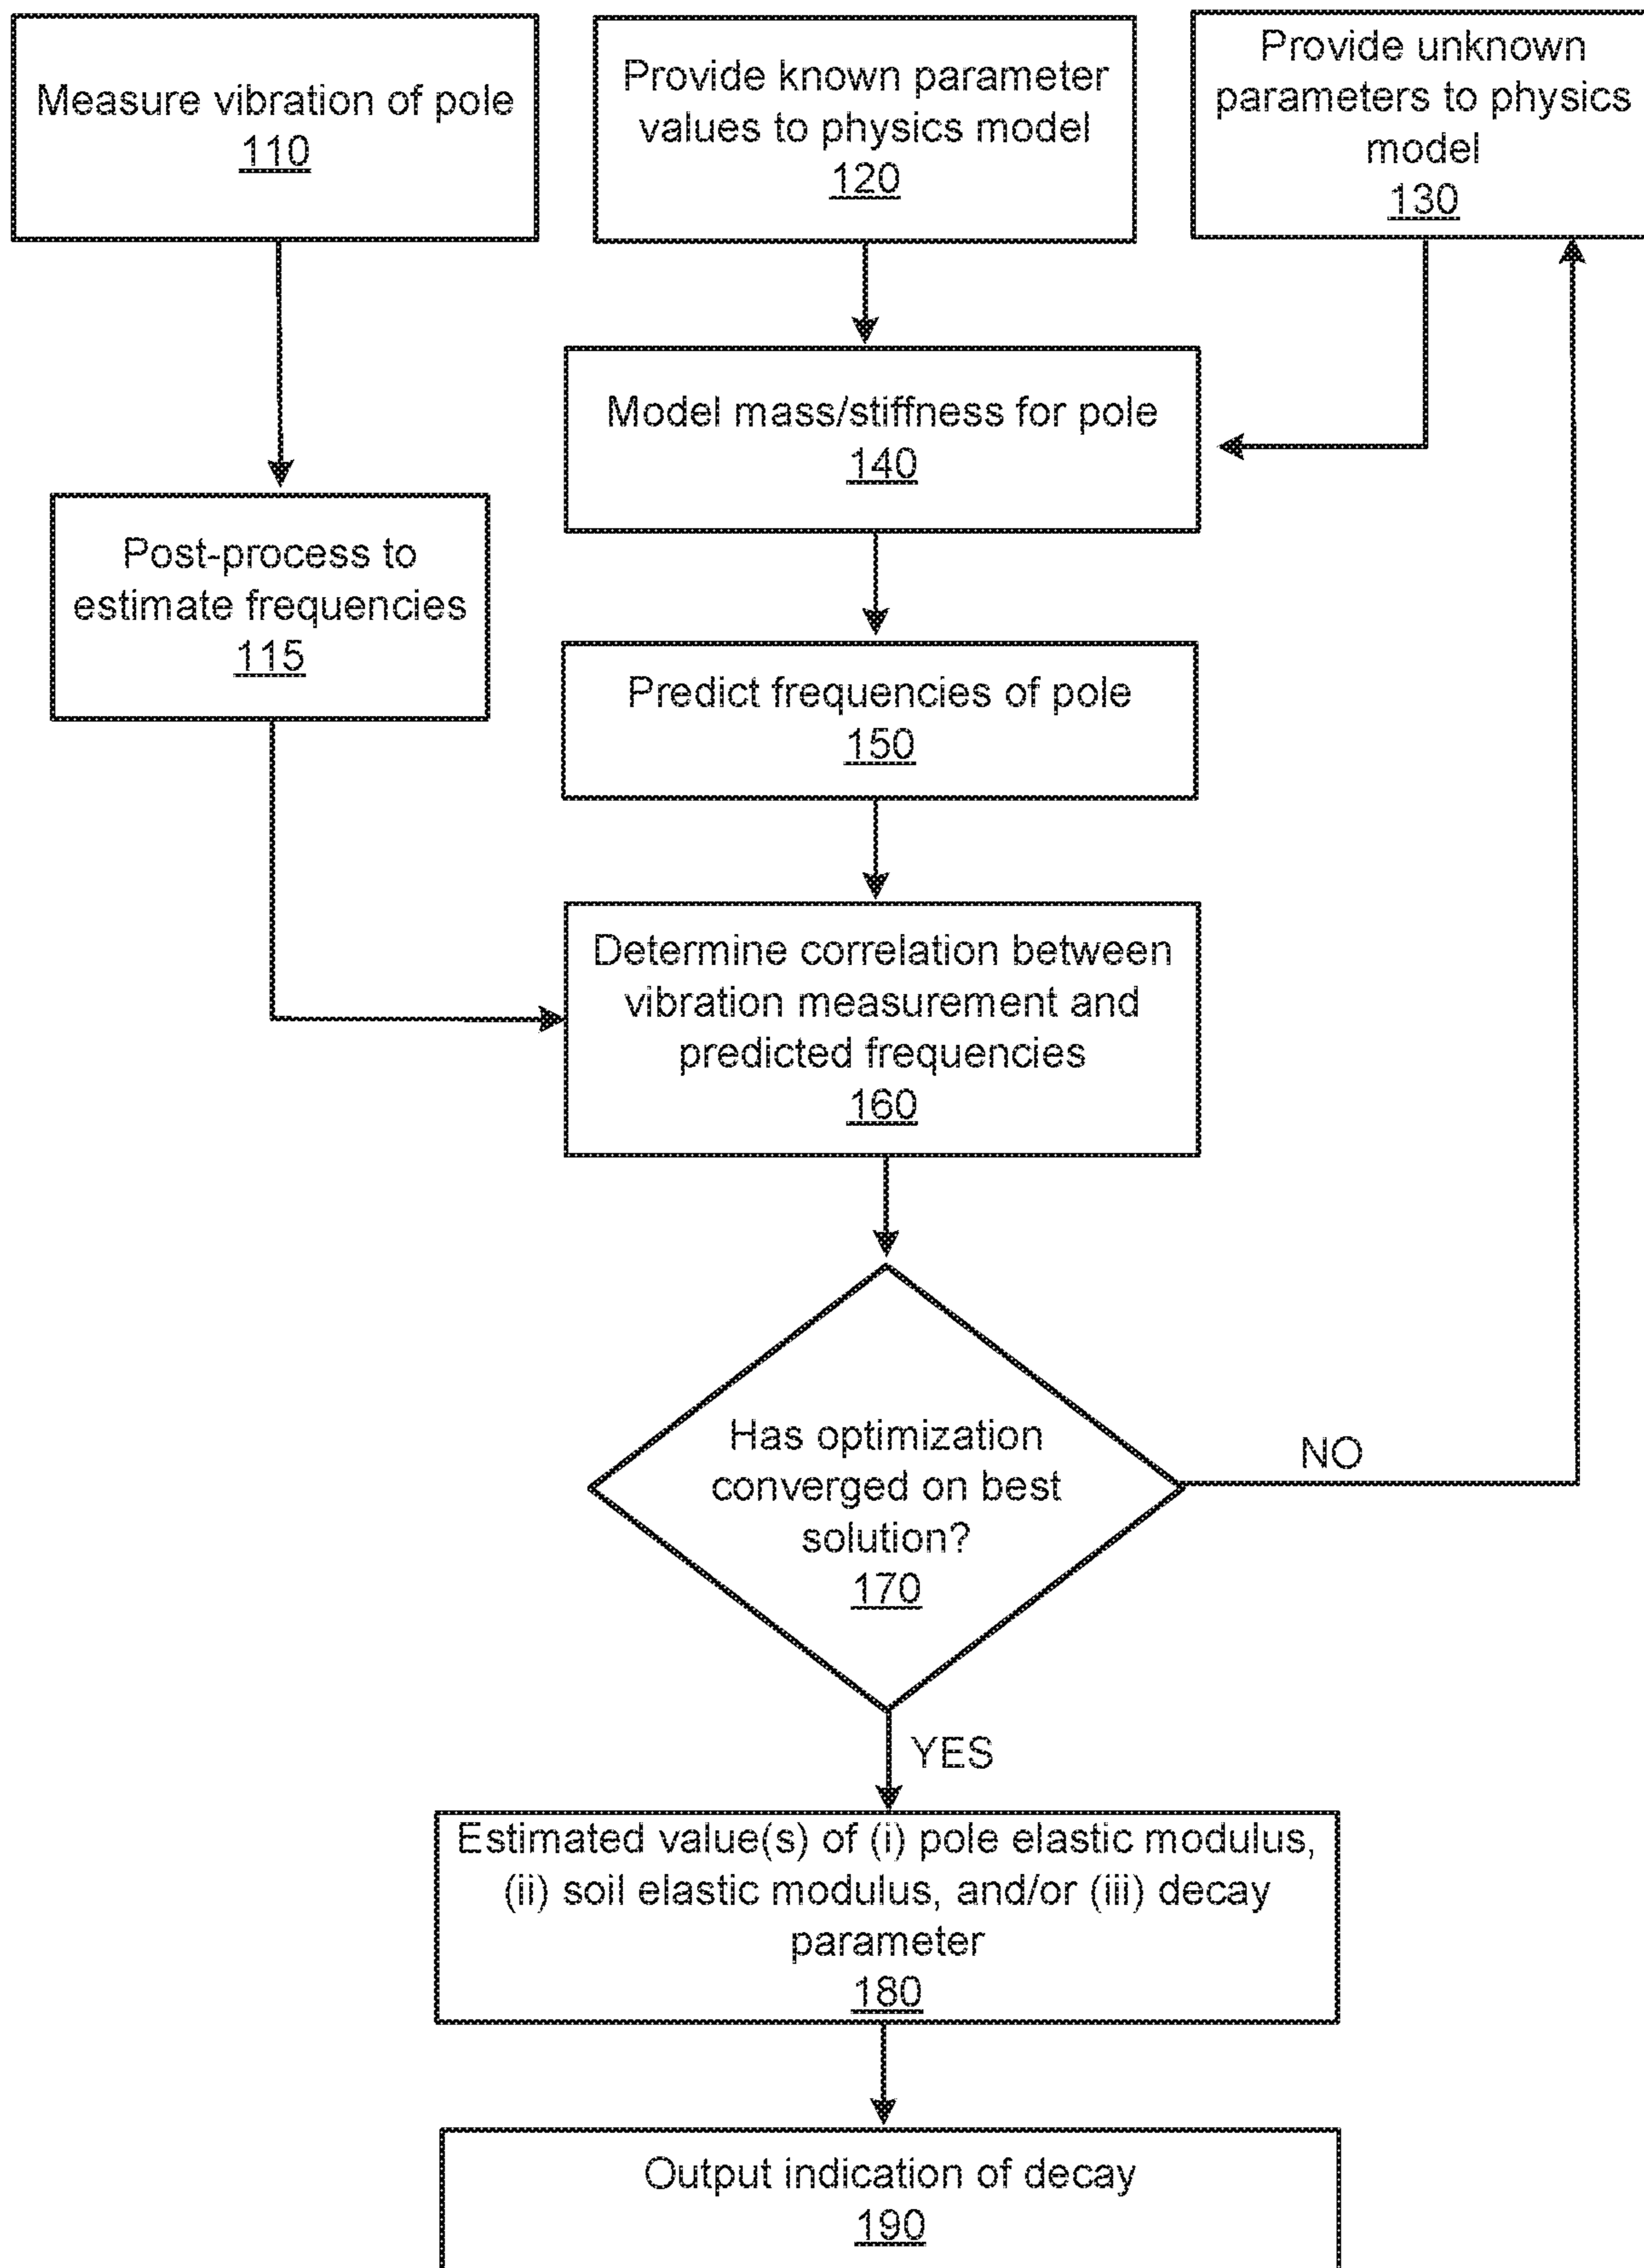 Measure vibration of pole
110
Provide known parameter
values to physics model
120
Provide unknown
parameters to physics
model
130
Model mass/stiffness for pole
140
Post-process to
estimate frequencies
115
Predict frequencies of pole
150
Determine correlation between
vibration measurement and
predicted frequencies
160
Has optimization
converged on best
solution?
170
NO
YES
Estimated value(s) of (i) pole elastic modulus,
(ii) soil elastic modulus, and/or (iii) decay
parameter
180
Output indication of decay
190